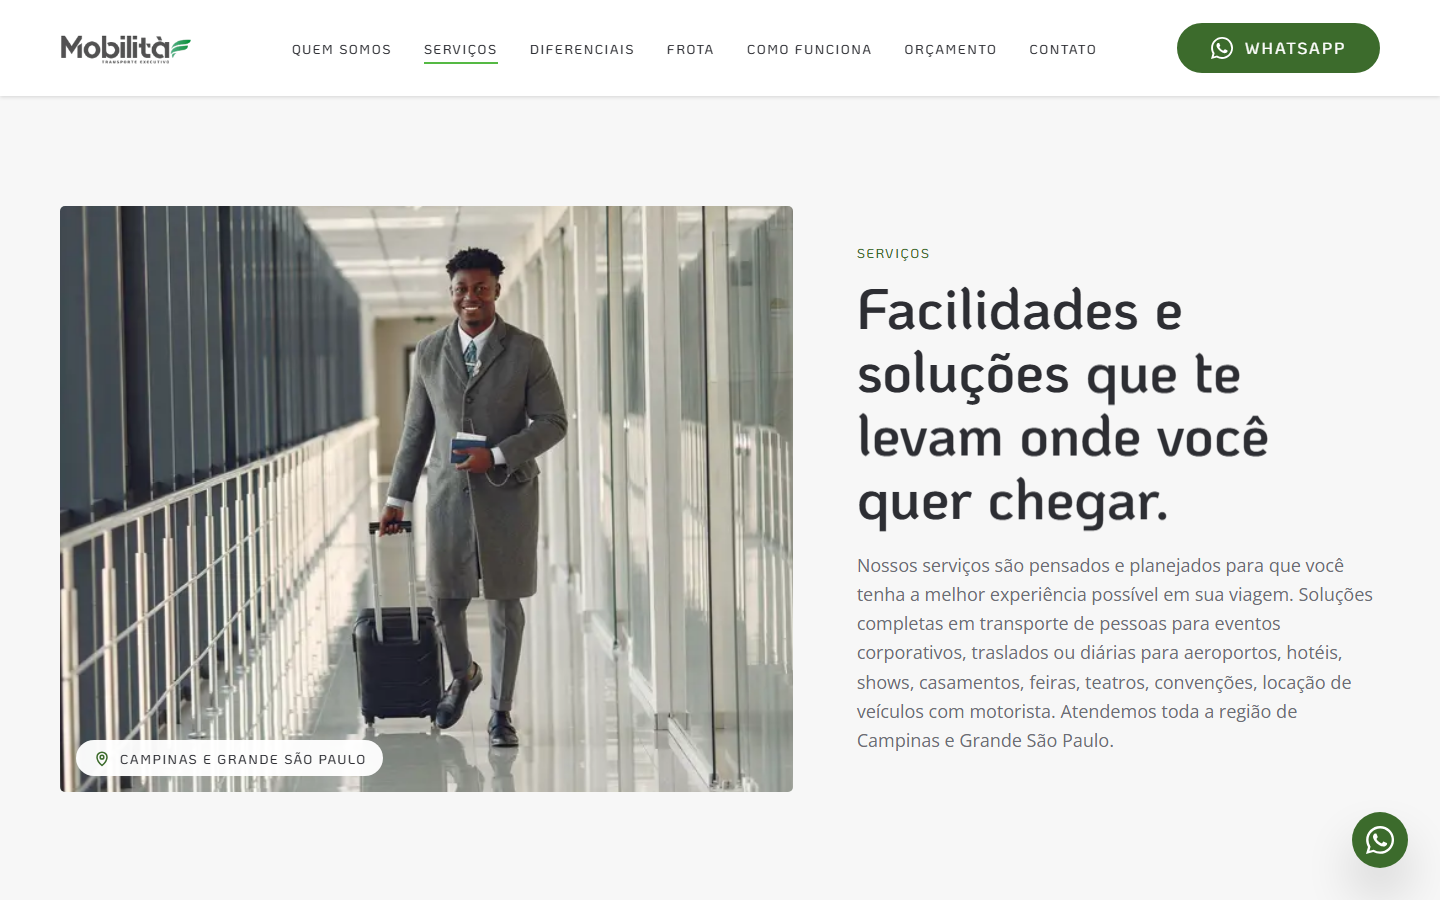 Mobilità
TRANSPORTE EXECUTIVO
QUEM SOMOS
SERVIÇOS
DIFERENCIAIS
FROTA
COMO FUNCIONA
ORÇAMENTO
CONTATO
WHATSAPP
SERVIÇOS
Facilidades e
soluções que te
levam onde você
quer chegar.
Nossos serviços são pensados e planejados para que você
tenha a melhor experiência possível em sua viagem. Soluções
completas em transporte de pessoas para eventos
corporativos, traslados ou diárias para aeroportos, hotéis,
shows, casamentos, feiras, teatros, convenções, locação de
veículos com motorista. Atendemos toda a região de
Campinas e Grande São Paulo.
CAMPINAS E GRANDE SÃO PAULO